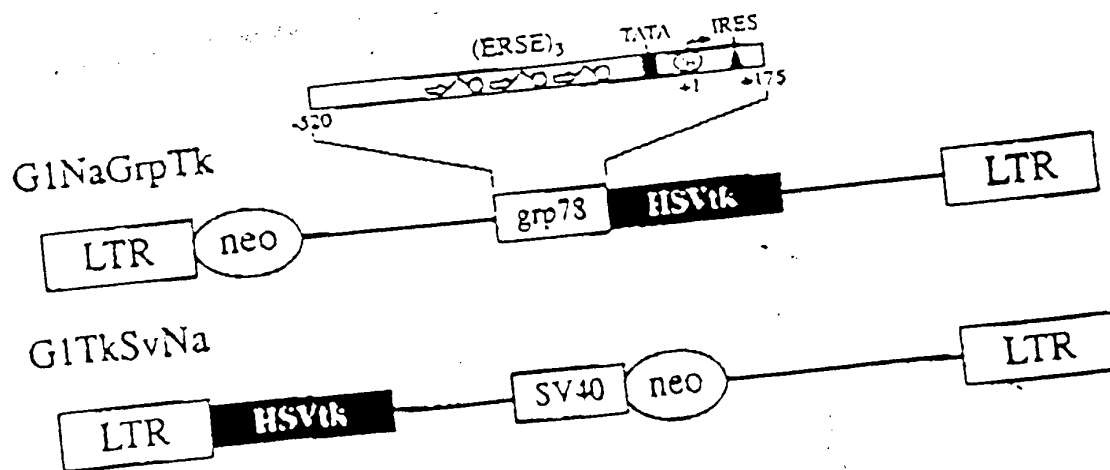 (ERSE)3 TATA IRES
-520 +1 +175
G1NaGrpTk
LTR neo grp78 HSVtk LTR
G1TkSvNa
LTR HSVtk SV40 neo LTR